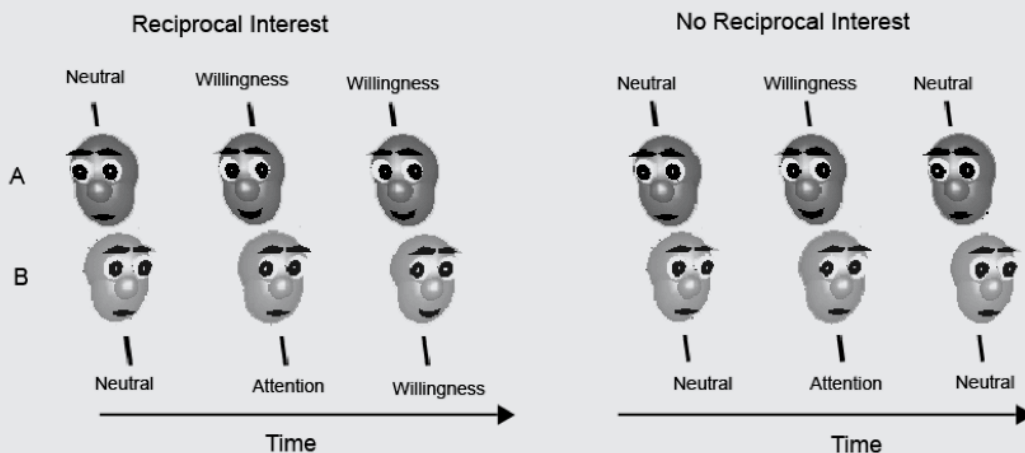 Reciprocal Interest
No Reciprocal Interest
Neutral Willingness Willingness
Neutral Willingness Neutral
A
B
Neutral Attention Willingness
Neutral Attention Neutral
Time
Time